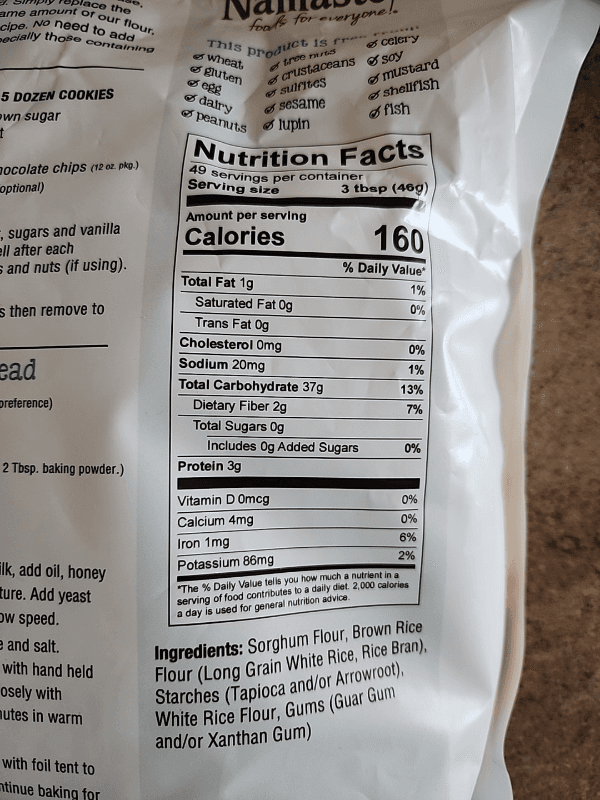 replace the
ame amount of our flour.
cipe. No need to add
ecially those containing
5 DOZEN COOKIES
wn sugar
t
ocolate chips (12 oz. pkg.)
optional)
, sugars and vanilla
ell after each
s and nuts (if using).
s then remove to
ead
preference)
2 Tbsp. baking powder.)
ilk, add oil, honey
ture. Add yeast
ow speed.
e and salt.
with hand held
osely with
nutes in warm
with foil tent to
ntinue baking for
foods for everyone!
This product is
wheat
gluten
egg
dairy
peanuts
tree nuts
crustaceans
sulfites
sesame
lupin
celery
soy
mustard
shellfish
fish
Nutrition Facts
49 servings per container
Serving size 3 tbsp (46g)
Amount per serving
Calories 160
% Daily Value*
Total Fat 1g 1%
Saturated Fat 0g 0%
Trans Fat 0g
Cholesterol 0mg 0%
Sodium 20mg 1%
Total Carbohydrate 37g 13%
Dietary Fiber 2g 7%
Total Sugars 0g
Includes 0g Added Sugars 0%
Protein 3g
Vitamin D 0mcg 0%
Calcium 4mg 0%
Iron 1mg 6%
Potassium 86mg 2%
*The % Daily Value tells you how much a nutrient in a
serving of food contributes to a daily diet. 2,000 calories
a day is used for general nutrition advice.
Ingredients: Sorghum Flour, Brown Rice
Flour (Long Grain White Rice, Rice Bran),
Starches (Tapioca and/or Arrowroot),
White Rice Flour, Gums (Guar Gum
and/or Xanthan Gum)